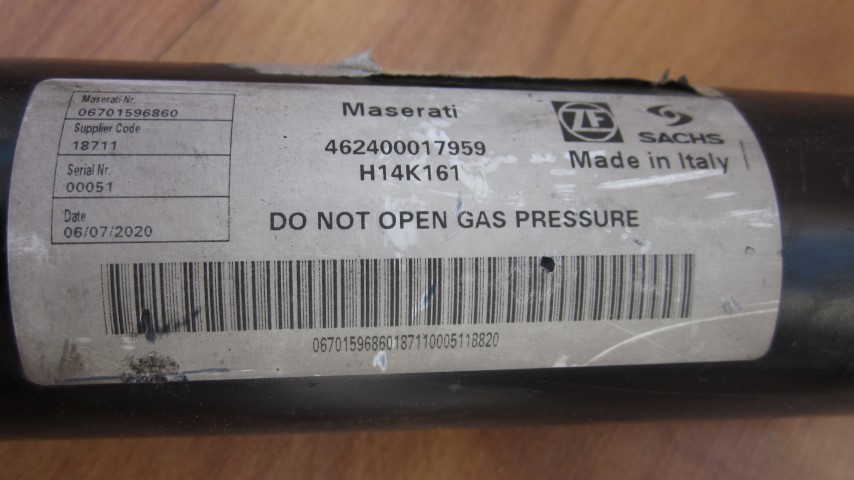 Maserati-Nr.
06701596860
Supplier Code
18711
Serial Nr.
00051
Date
06/07/2020
Maserati
462400017959
H14K161
DO NOT OPEN GAS PRESSURE
ZF
SACHS
Made in Italy
06701596860187110005118820